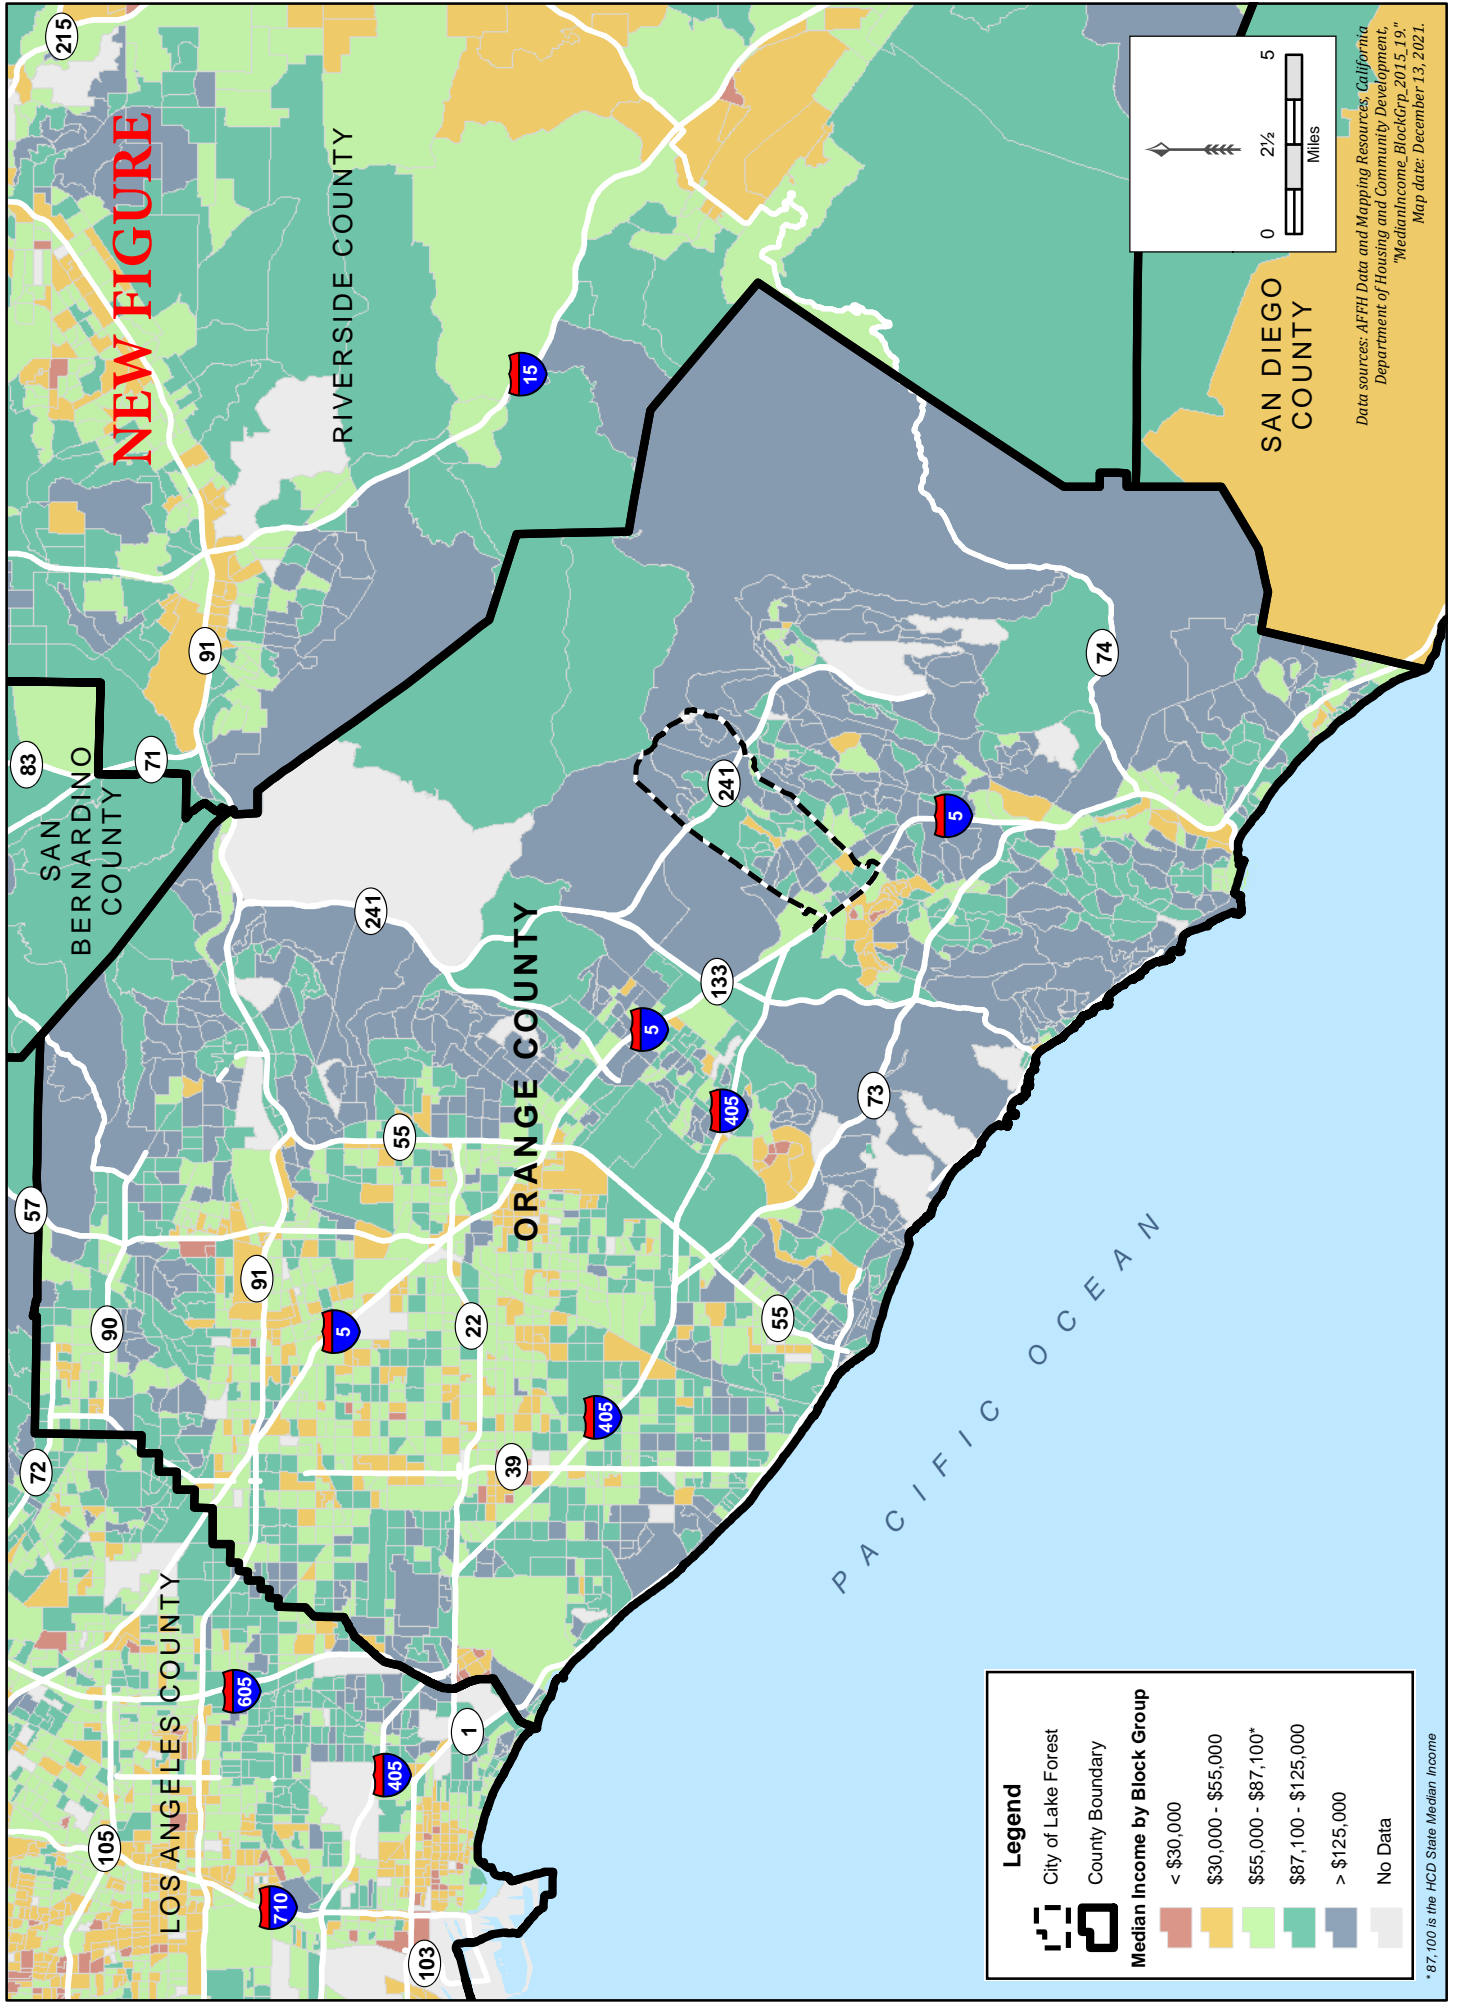 NEW FIGURE
215
RIVERSIDE COUNTY
15
91
83
71
SAN
BERNARDINO
COUNTY
241
241
74
5
ORANGE COUNTY
133
5
405
73
55
57
91
90
5
22
55
405
39
72
LOS ANGELES COUNTY
605
405
1
105
710
103
PACIFIC OCEAN
SAN DIEGO
COUNTY
0 2½ 5
Miles
Data sources: AFFH Data and Mapping Resources, California
Department of Housing and Community Development,
"MedianIncome_BlockGrp_2015_19."
Map date: December 13, 2021.
Legend
City of Lake Forest
County Boundary
Median Income by Block Group
< $30,000
$30,000 - $55,000
$55,000 - $87,100*
$87,100 - $125,000
> $125,000
No Data
*87,100 is the HCD State Median Income